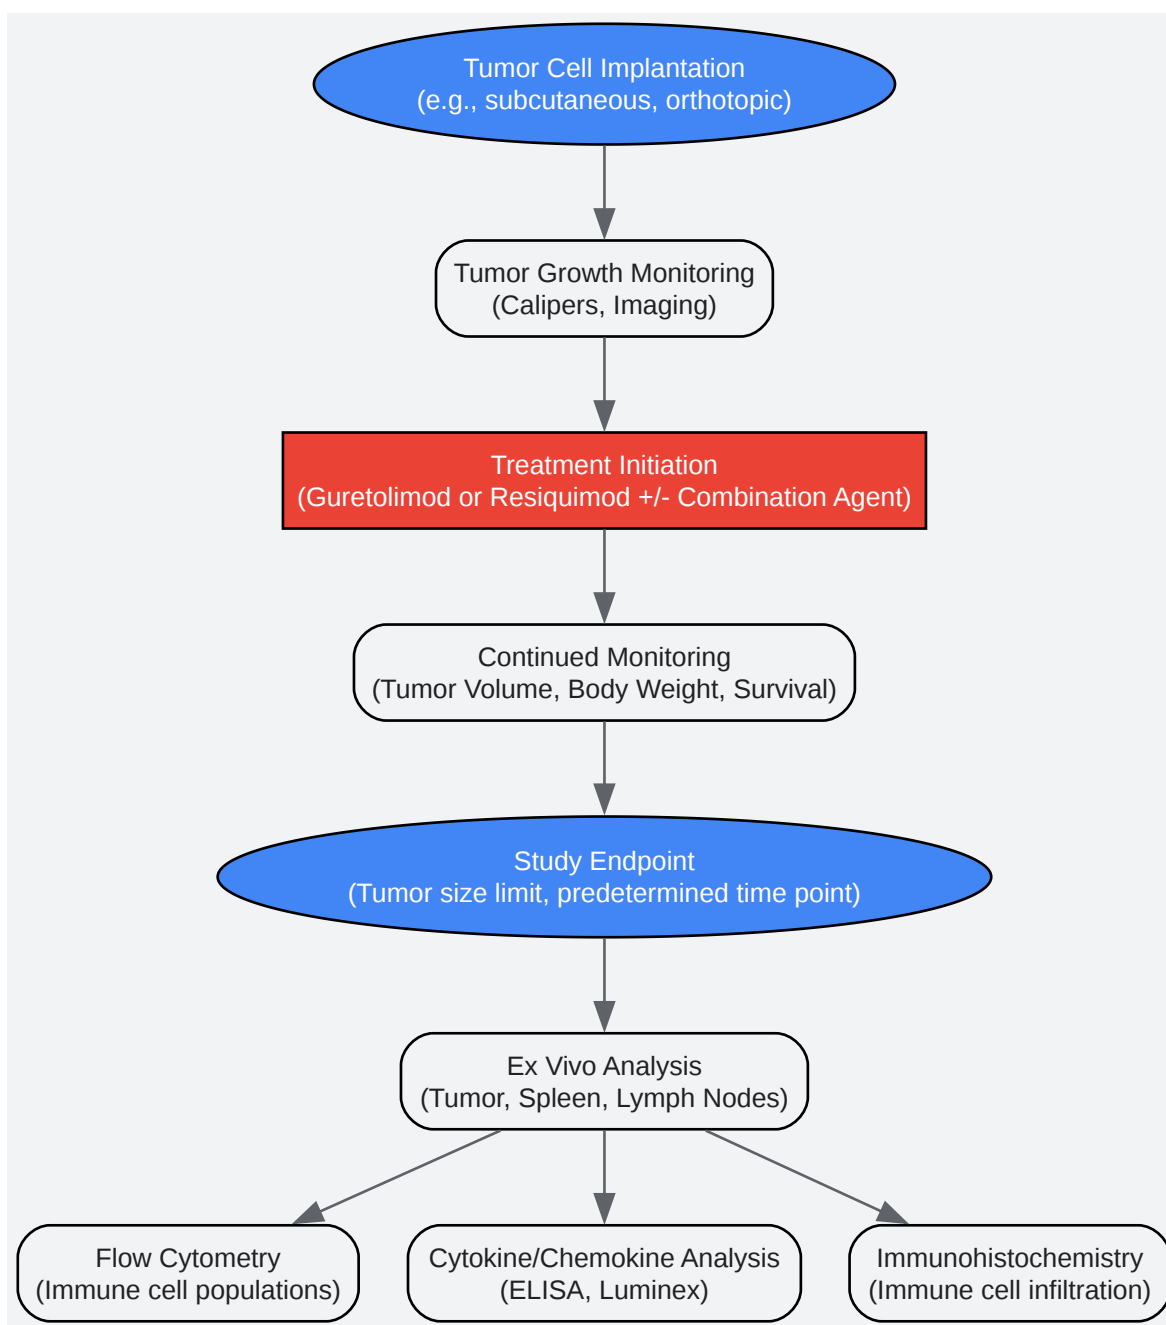 Tumor Cell Implantation
(e.g., subcutaneous, orthotopic)
Tumor Growth Monitoring
(Calipers, Imaging)
Treatment Initiation
(Guretolimod or Resiquimod +/- Combination Agent)
Continued Monitoring
(Tumor Volume, Body Weight, Survival)
Study Endpoint
(Tumor size limit, predetermined time point)
Ex Vivo Analysis
(Tumor, Spleen, Lymph Nodes)
Flow Cytometry
(Immune cell populations)
Cytokine/Chemokine Analysis
(ELISA, Luminex)
Immunohistochemistry
(Immune cell infiltration)